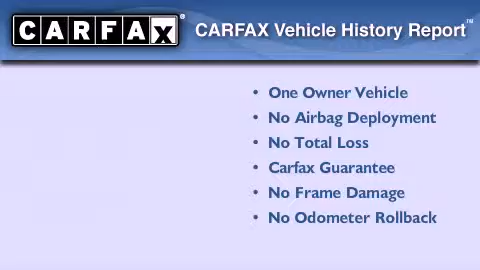 CARFAX® CARFAX Vehicle History Report™
• One Owner Vehicle
• No Airbag Deployment
• No Total Loss
• Carfax Guarantee
• No Frame Damage
• No Odometer Rollback